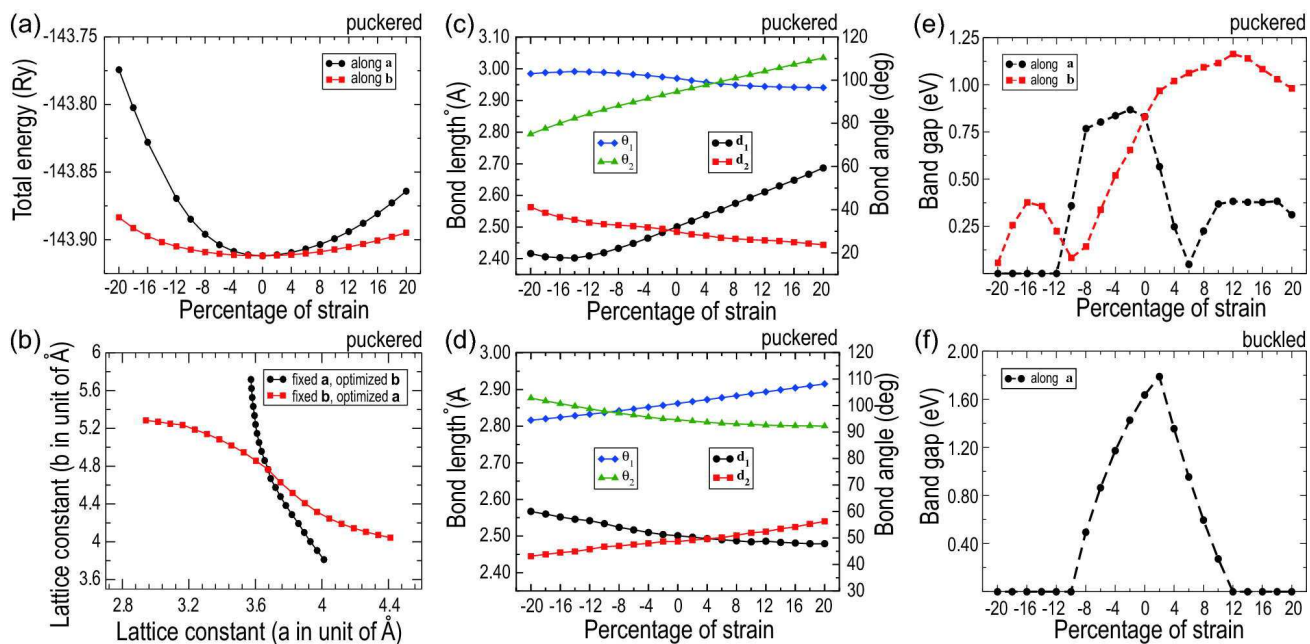 (a)
puckered
-143.75
-143.80
-143.85
-143.90
Total energy (Ry)
along a
along b
-20 -16 -12 -8 -4 0 4 8 12 16 20
Percentage of strain
(b)
puckered
6
5.6
5.2
4.8
4.4
4
3.6
Lattice constant (b in unit of Å)
fixed a, optimized b
fixed b, optimized a
2.8 3.2 3.6 4 4.4
Lattice constant (a in unit of Å)
(c)
puckered
3.10
3.00
2.90
2.80
2.70
2.60
2.50
2.40
Bond length (Å)
120
100
80
60
40
20
Bond angle (deg)
θ1
θ2
d1
d2
-20 -16 -12 -8 -4 0 4 8 12 16 20
Percentage of strain
(d)
puckered
3.00
2.90
2.80
2.70
2.60
2.50
2.40
Bond length (Å
120
110
100
90
80
70
60
50
40
30
Bond angle (deg)
θ1
θ2
d1
d2
-20 -16 -12 -8 -4 0 4 8 12 16 20
Percentage of strain
(e)
puckered
1.25
1.00
0.75
0.50
0.25
0
Band gap (eV)
along a
along b
-20 -16 -12 -8 -4 0 4 8 12 16 20
Percentage of strain
(f)
buckled
2.00
1.60
1.20
0.80
0.40
Band gap (eV)
along a
-20 -16 -12 -8 -4 0 4 8 12 16 20
Percentage of strain